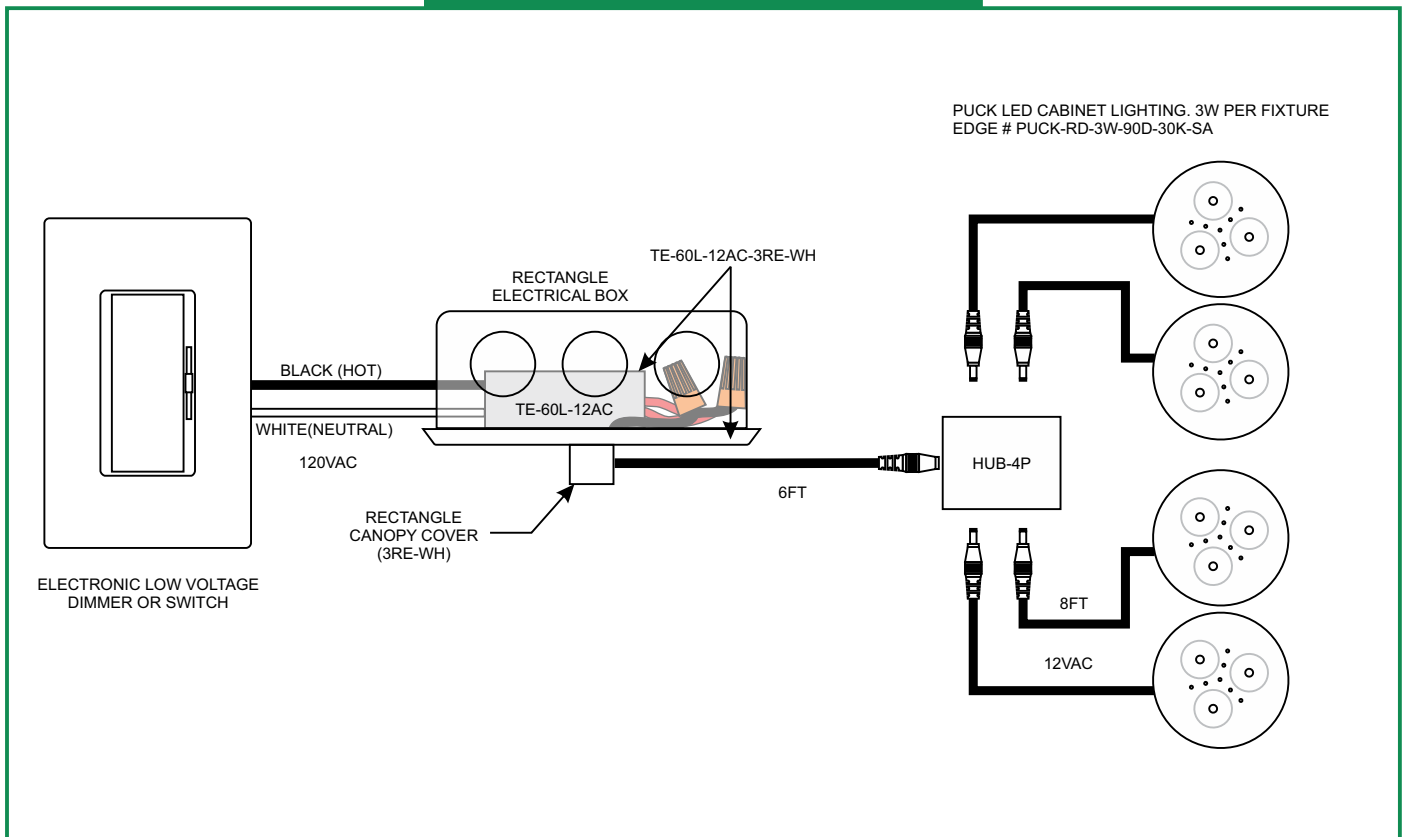 PUCK LED CABINET LIGHTING. 3W PER FIXTURE
EDGE # PUCK-RD-3W-90D-30K-SA
TE-60L-12AC-3RE-WH
RECTANGLE
ELECTRICAL BOX
BLACK (HOT)
TE-60L-12AC
WHITE(NEUTRAL)
120VAC
HUB-4P
6FT
RECTANGLE
CANOPY COVER
(3RE-WH)
ELECTRONIC LOW VOLTAGE
DIMMER OR SWITCH
8FT
12VAC